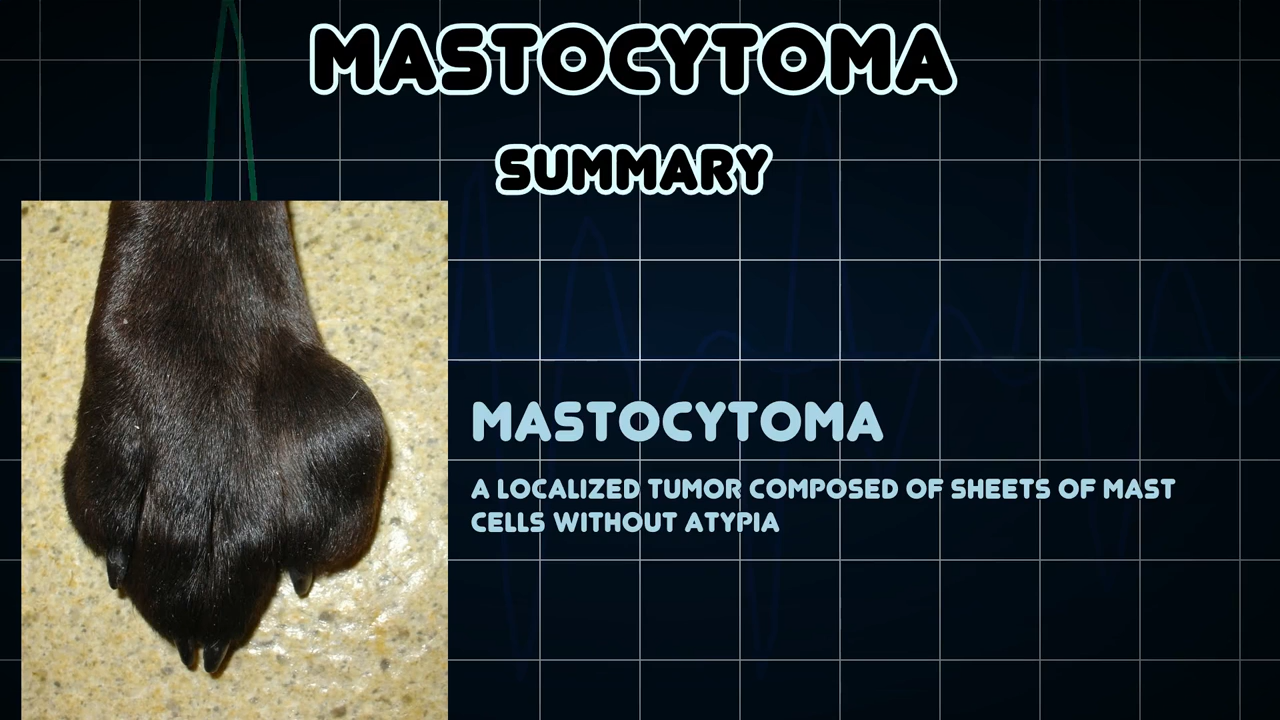 MASTOCYTOMA
SUMMARY
MASTOCYTOMA
A LOCALIZED TUMOR COMPOSED OF SHEETS OF MAST
CELLS WITHOUT ATYPIA